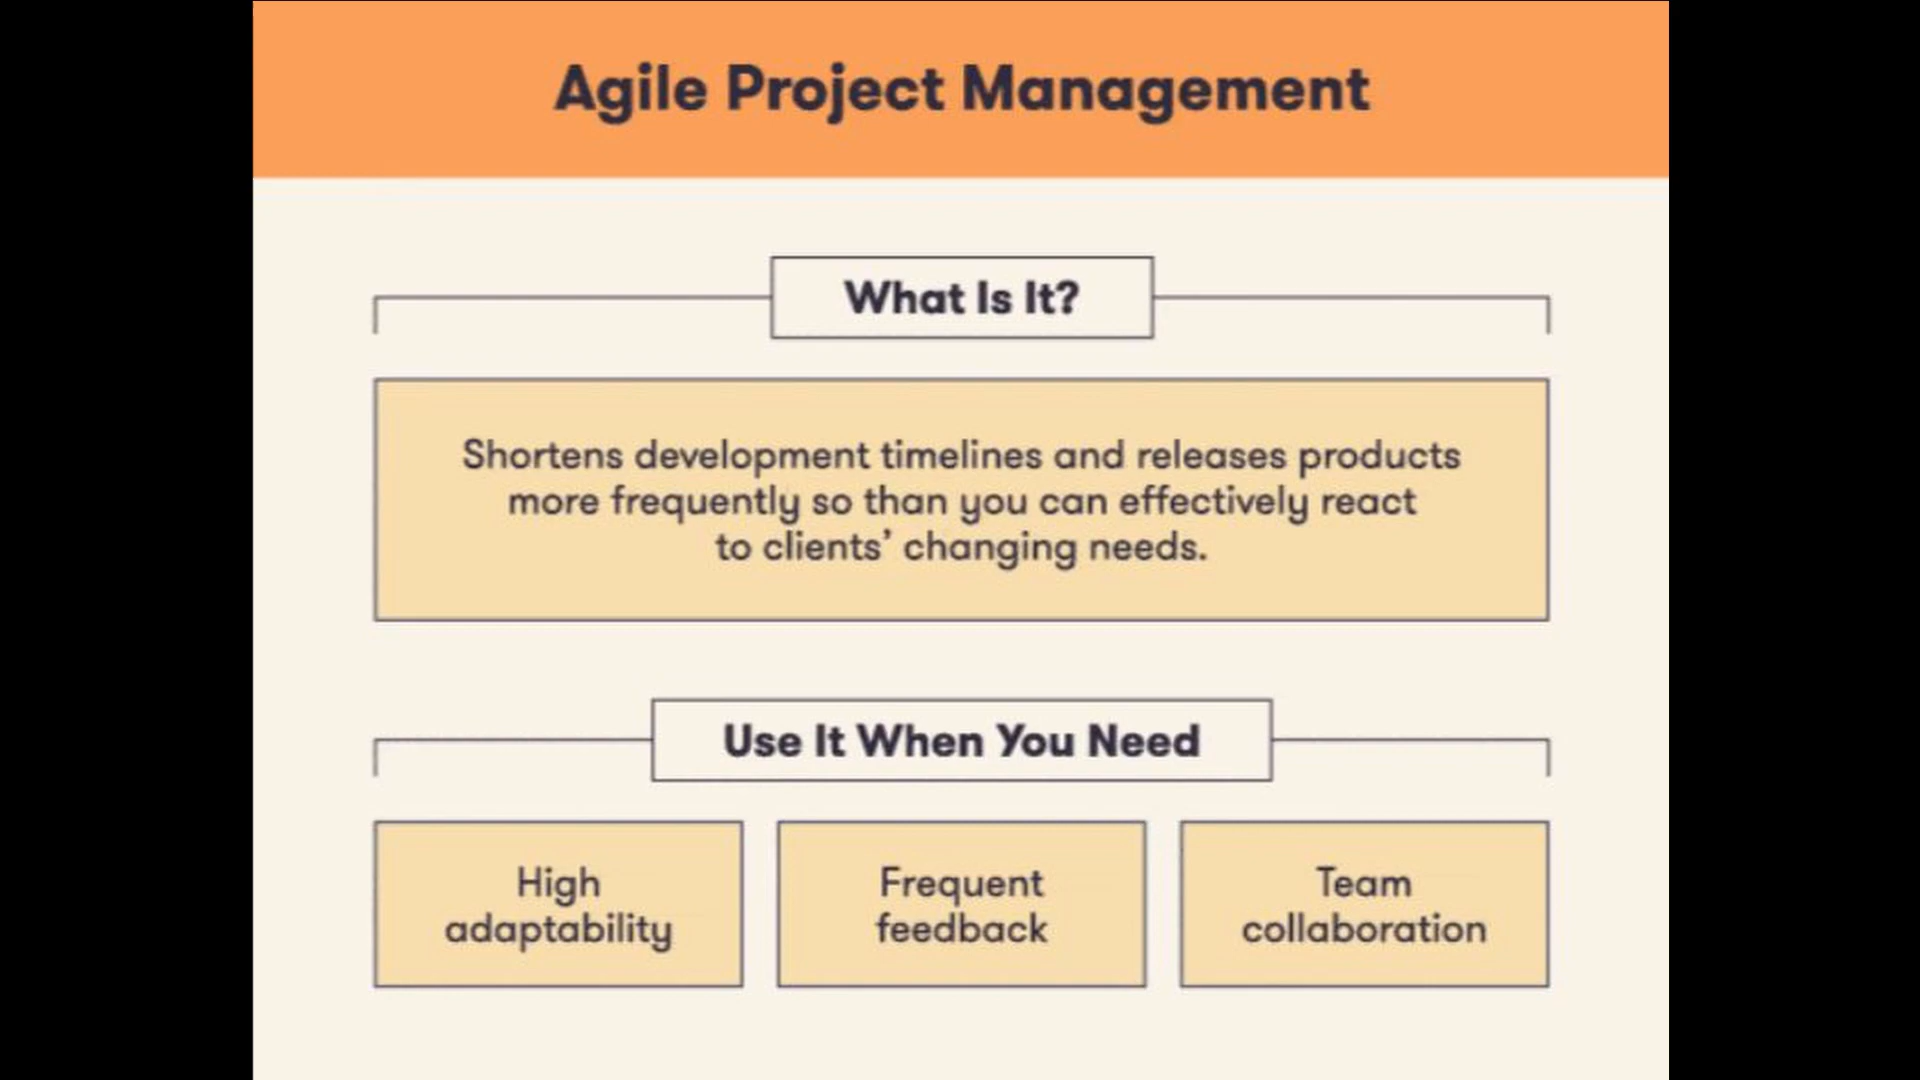 Agile Project Management
What Is It?
Shortens development timelines and releases products
more frequently so than you can effectively react
to clients’ changing needs.
Use It When You Need
High
adaptability
Frequent
feedback
Team
collaboration